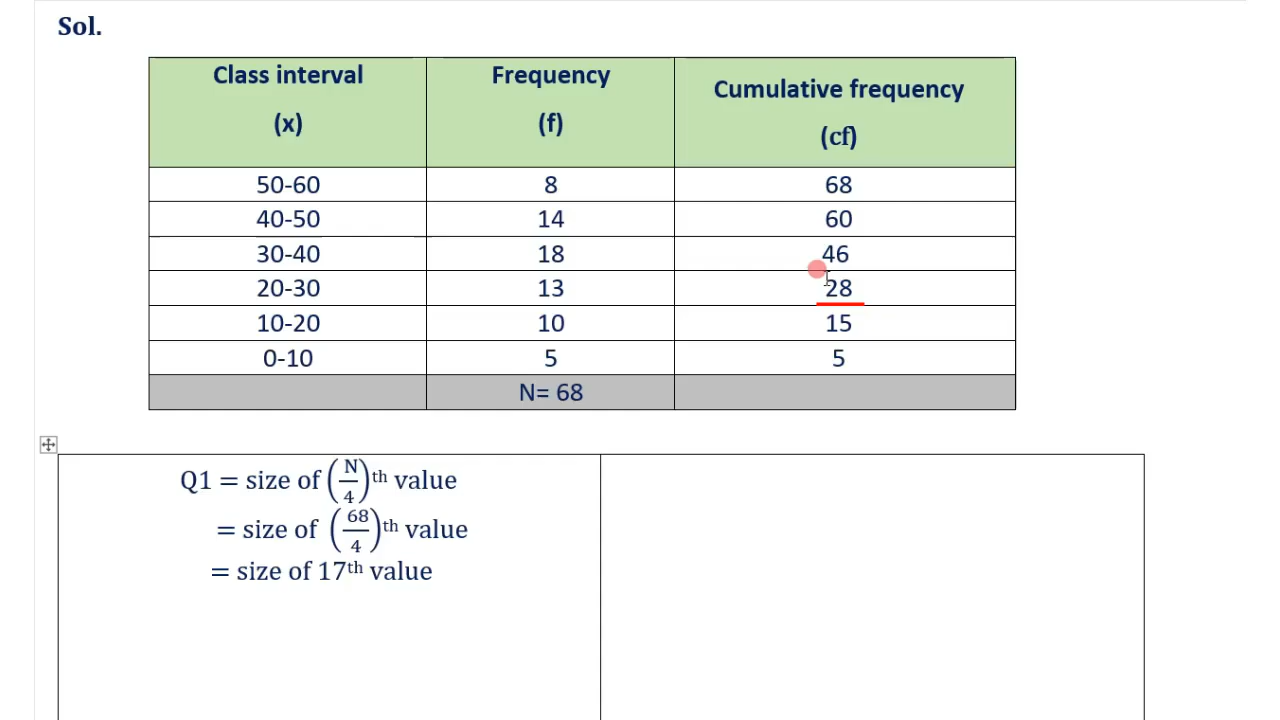 Sol.
Class interval (x) Frequency (f) Cumulative frequency (cf)
50-60 8 68
40-50 14 60
30-40 18 46
20-30 13 28
10-20 10 15
0-10 5 5
N= 68
Q1 = size of (N/4)th value
= size of (68/4)th value
= size of 17th value